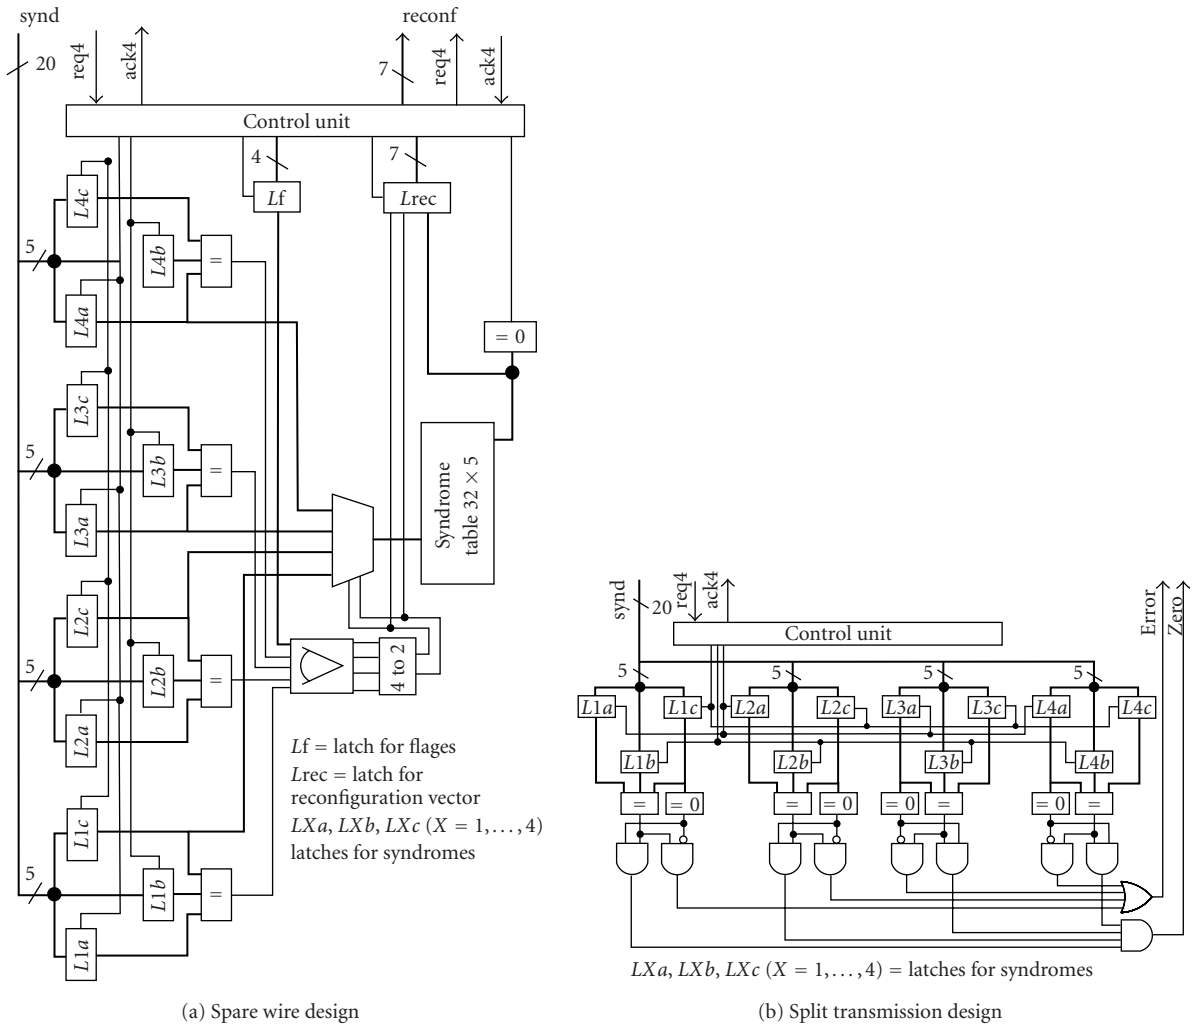 synd
reconf
20
req4
ack4
7
req4
ack4
Control unit
4
7
Lf
Lrec
L4c
5
L4b
=
L4a
= 0
L3c
5
L3b
=
L3a
Syndrome
table 32 × 5
L2c
5
L2b
=
L2a
4 to 2
Lf = latch for flages
Lrec = latch for
reconfiguration vector
LXa, LXb, LXc (X = 1,...,4)
latches for syndromes
L1c
5
L1b
=
L1a
(a) Spare wire design
synd
20
req4
ack4
Error
Zero
Control unit
5
5
5
5
L1a
L1c
L2a
L2c
L3a
L3c
L4a
L4c
L1b
L2b
L3b
L4b
=
= 0
=
= 0
= 0
=
= 0
=
LXa, LXb, LXc (X = 1,...,4) = latches for syndromes
(b) Split transmission design